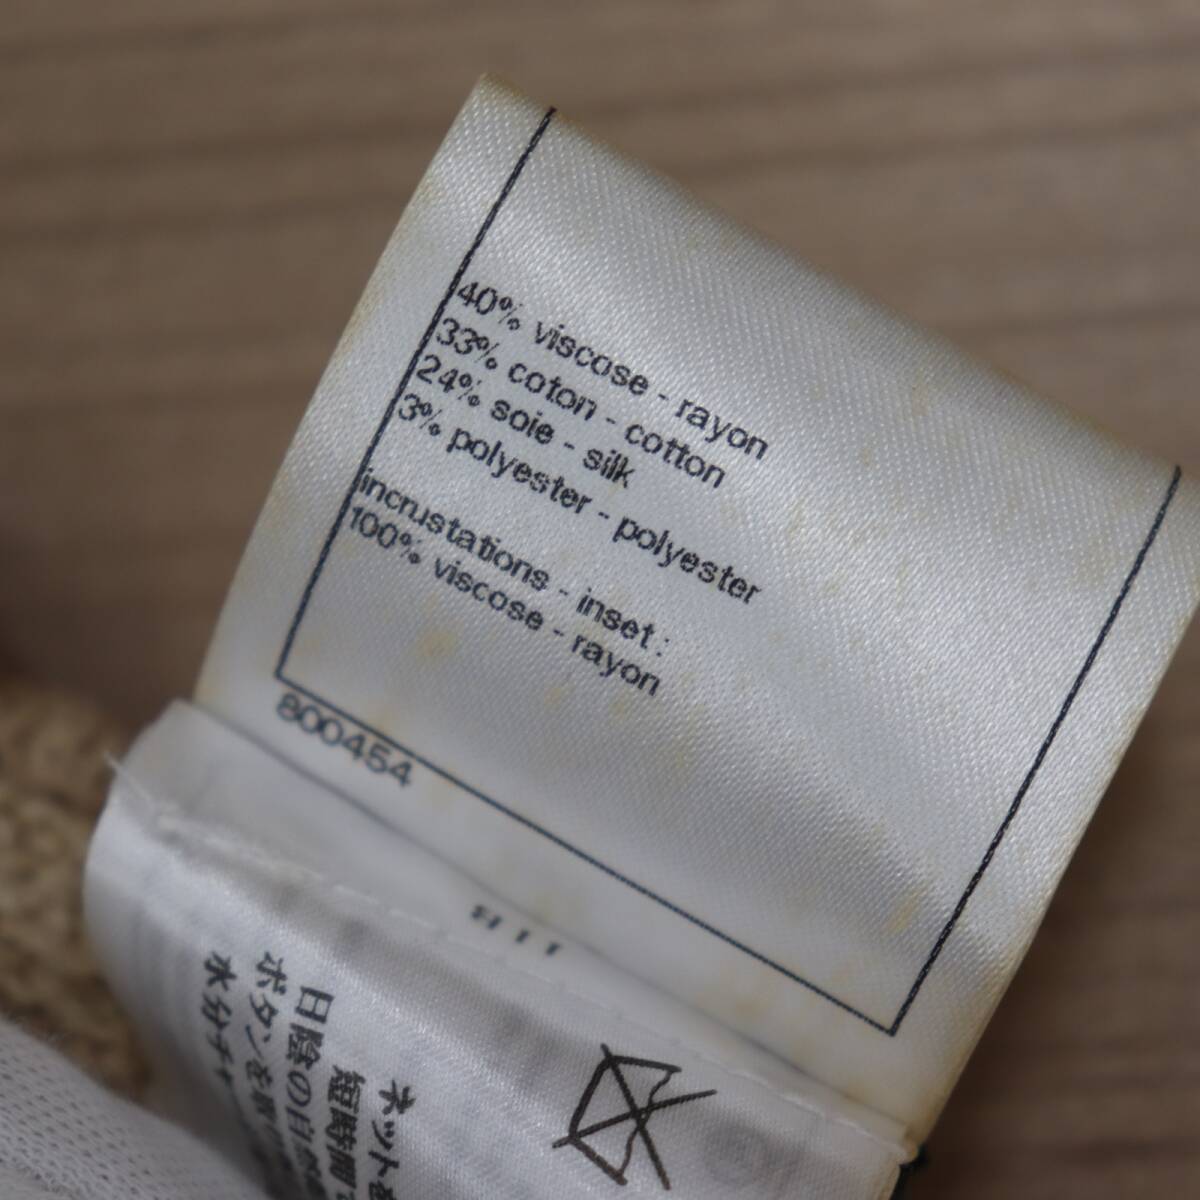 40% viscose - rayon
33% coton - cotton
24% soie - silk
3% polyester - polyester
incrustations - inset :
100% viscose - rayon
800454
ネット
短時間
日陰の
ボタンを
水分